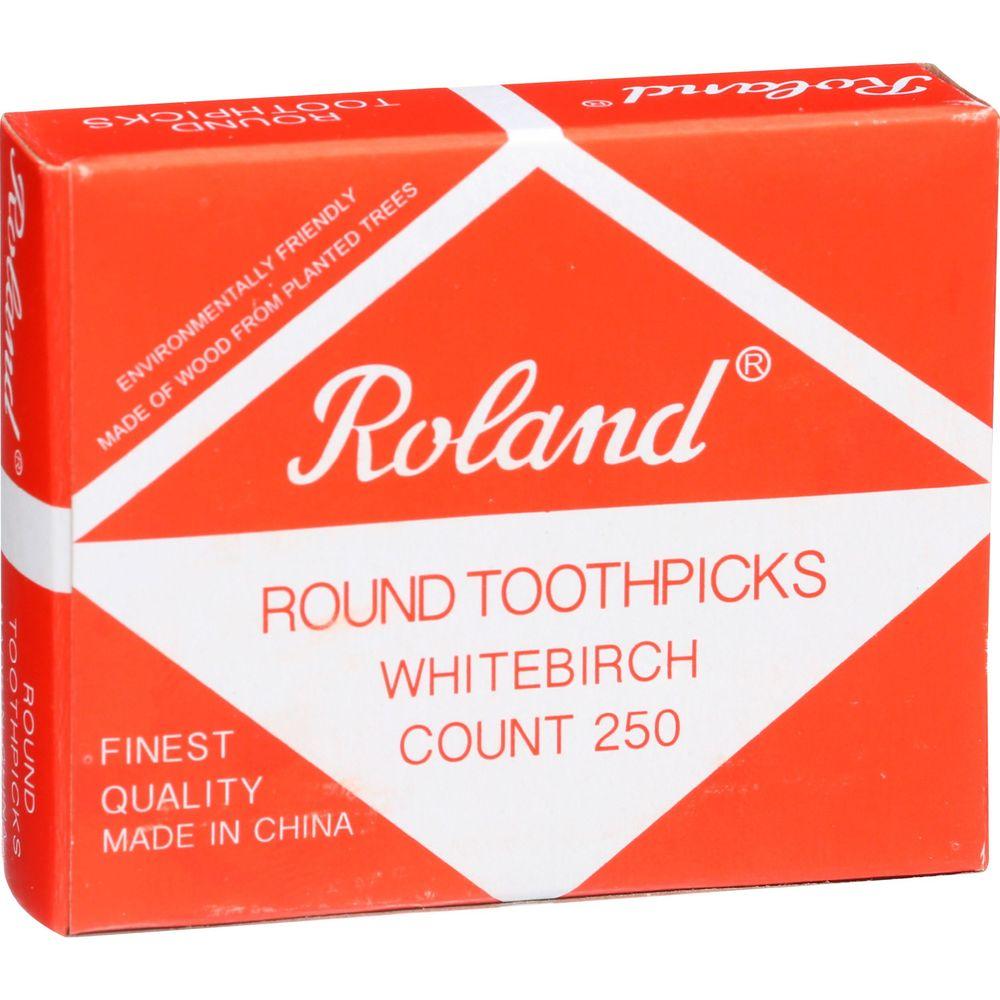 ROUND
TOOTHPICKS
Roland®
ENVIRONMENTALLY FRIENDLY
MADE OF WOOD FROM PLANTED TREES
Roland®
ROUND TOOTHPICKS
WHITEBIRCH
COUNT 250
FINEST
QUALITY
MADE IN CHINA
Roland®
ROUND
TOOTHPICKS